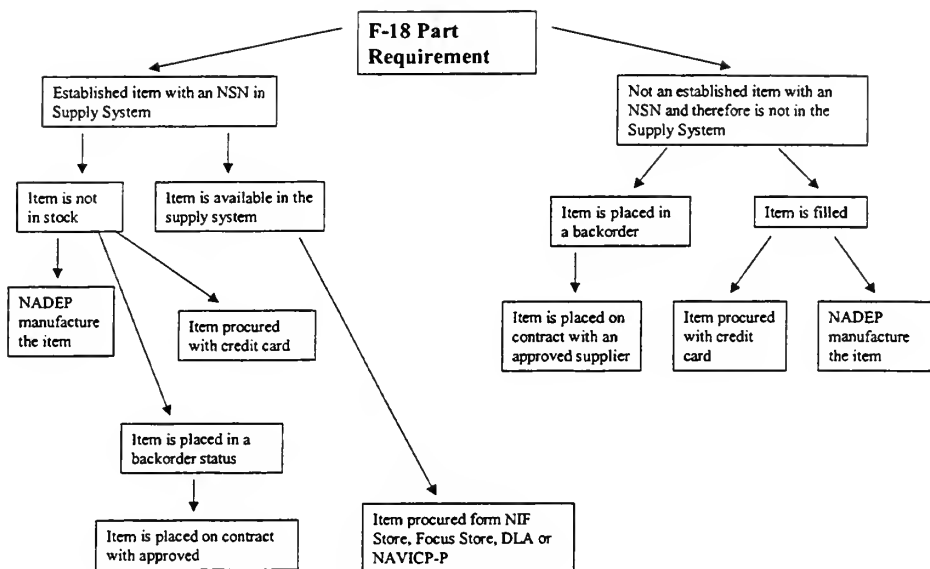 F-18 Part
Requirement
Established item with an NSN in
Supply System
Not an established item with an
NSN and therefore is not in the
Supply System
Item is not
in stock
Item is available in the
supply system
Item is placed in
a backorder
Item is filled
NADEP
manufacture
the item
Item procured
with credit card
Item is placed on
contract with an
approved supplier
Item procured
with credit
card
NADEP
manufacture
the item
Item is placed in a
backorder status
Item is placed on contract
with approved
Item procured form NIF
Store, Focus Store, DLA or
NAVICP-P